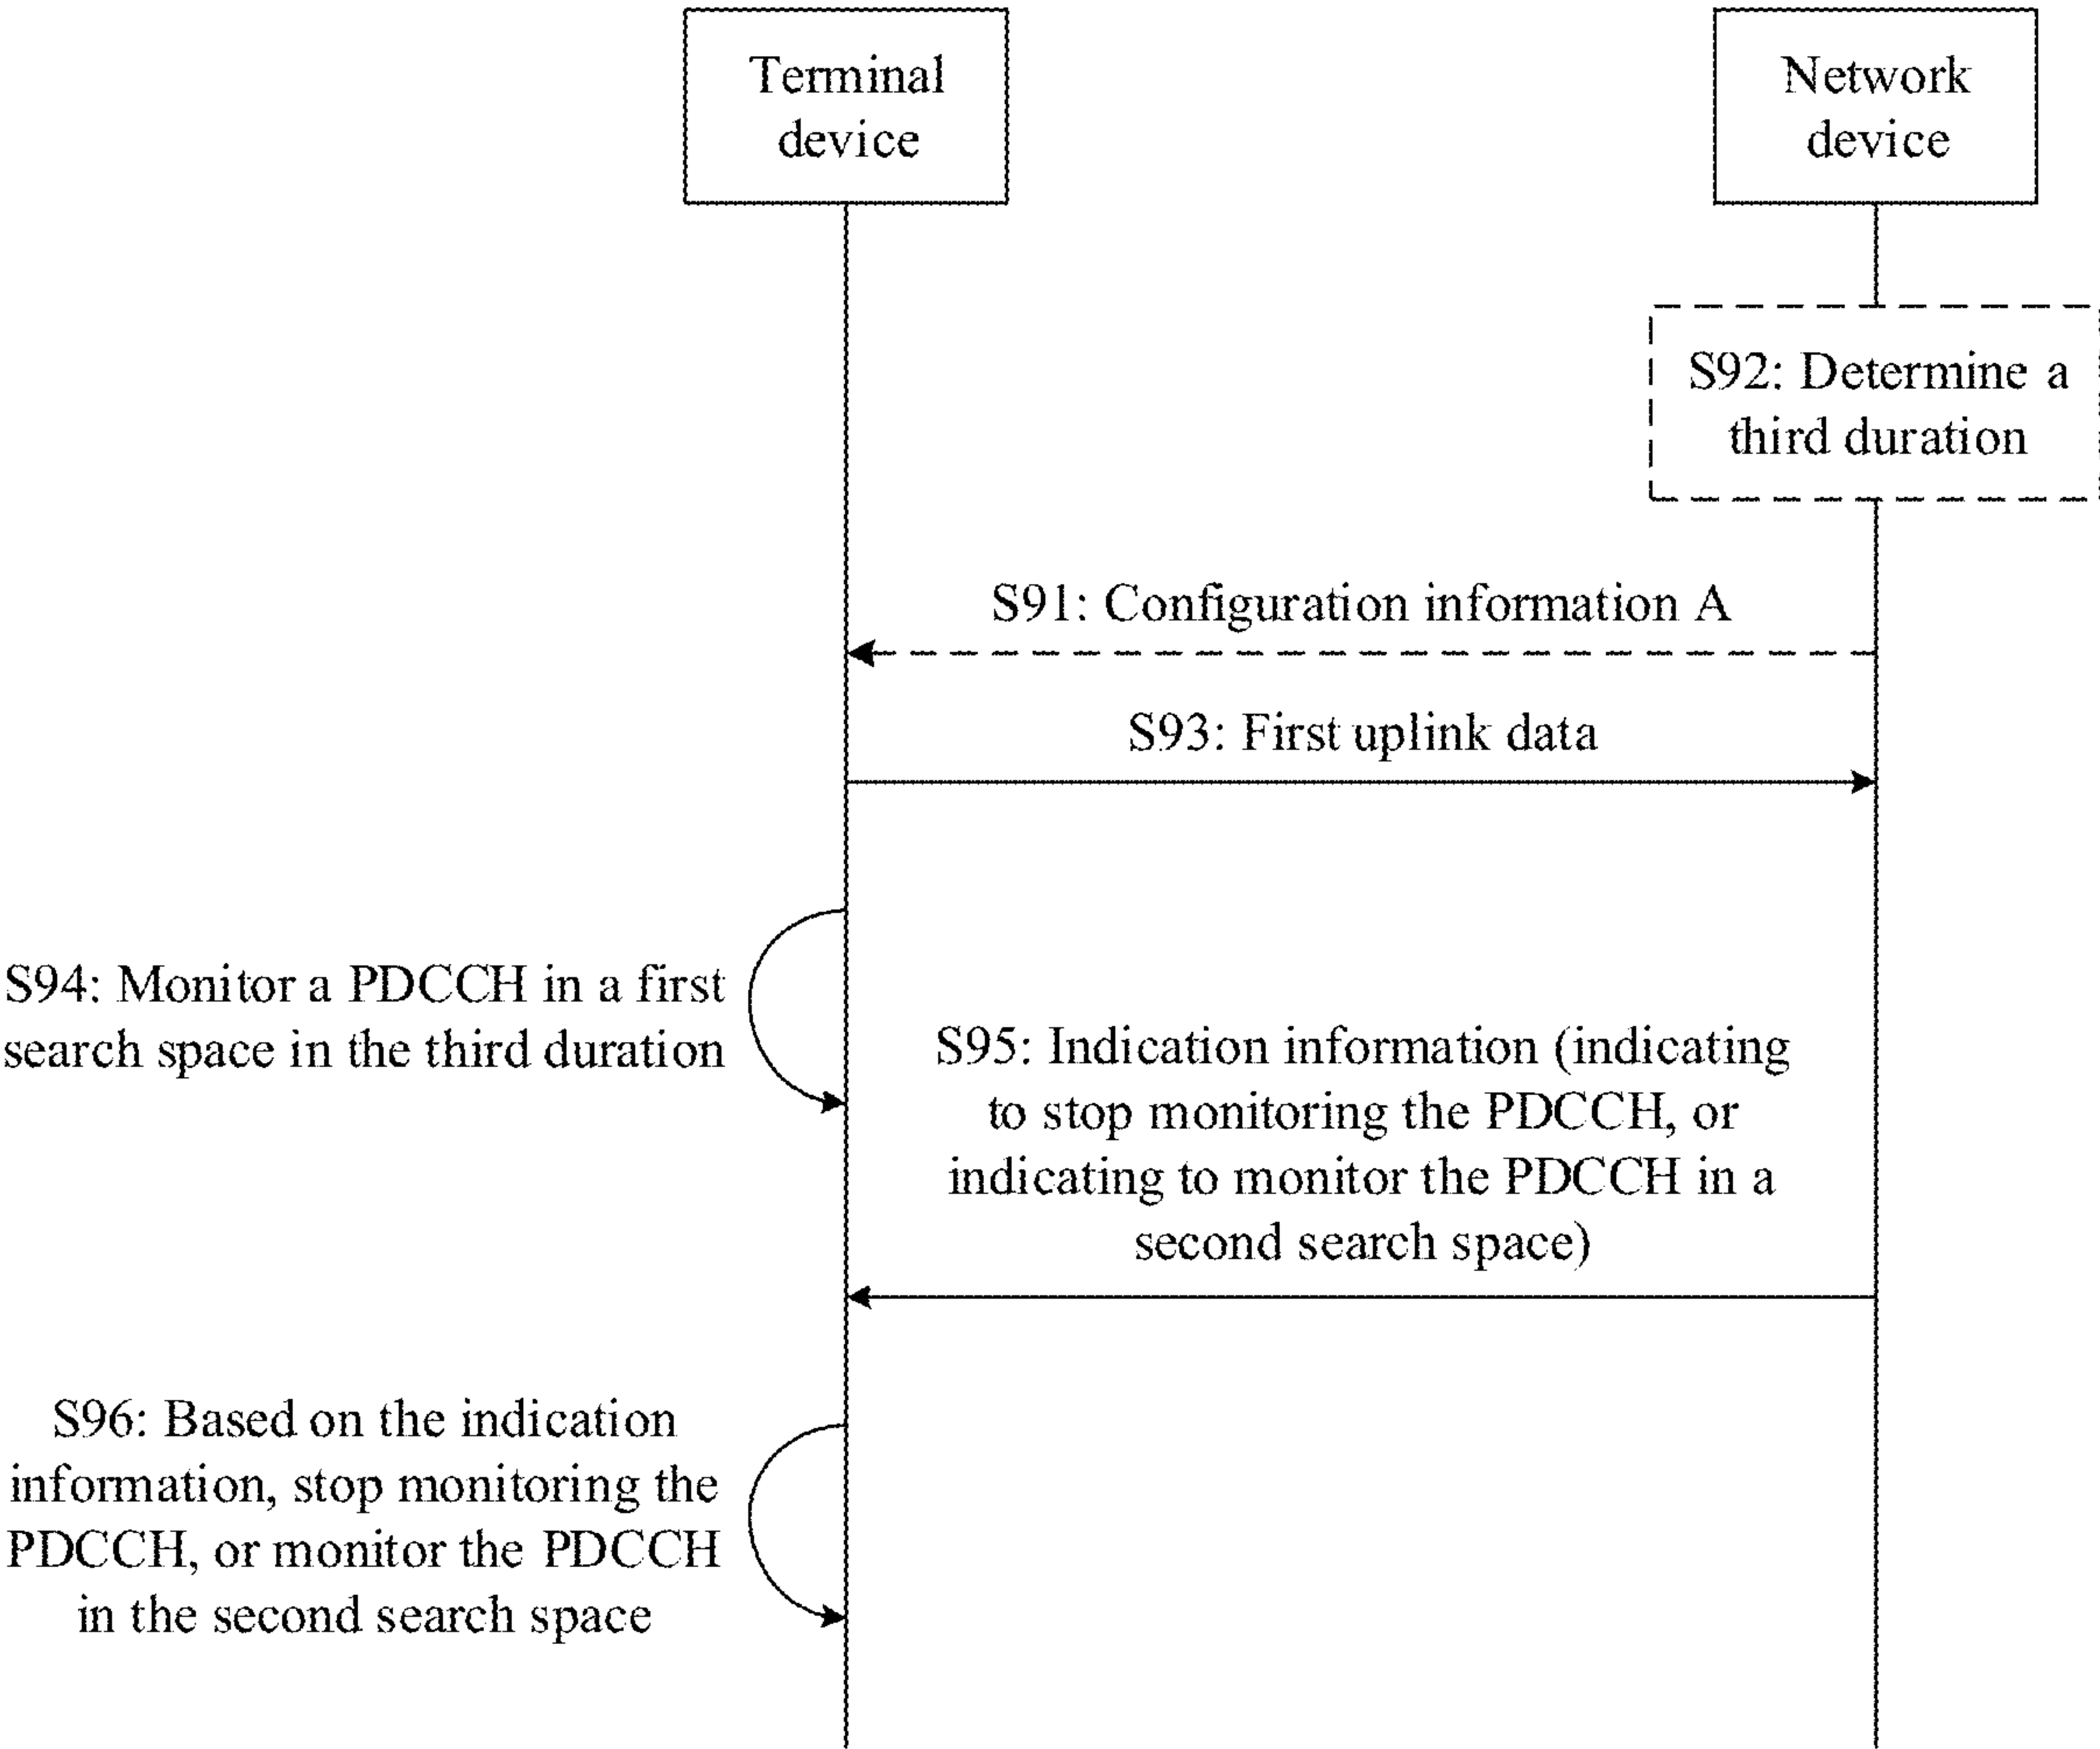 Terminal
device
Network
device
S92: Determine a
third duration
S91: Configuration information A
S93: First uplink data
S94: Monitor a PDCCH in a first
search space in the third duration
S95: Indication information (indicating
to stop monitoring the PDCCH, or
indicating to monitor the PDCCH in a
second search space)
S96: Based on the indication
information, stop monitoring the
PDCCH, or monitor the PDCCH
in the second search space